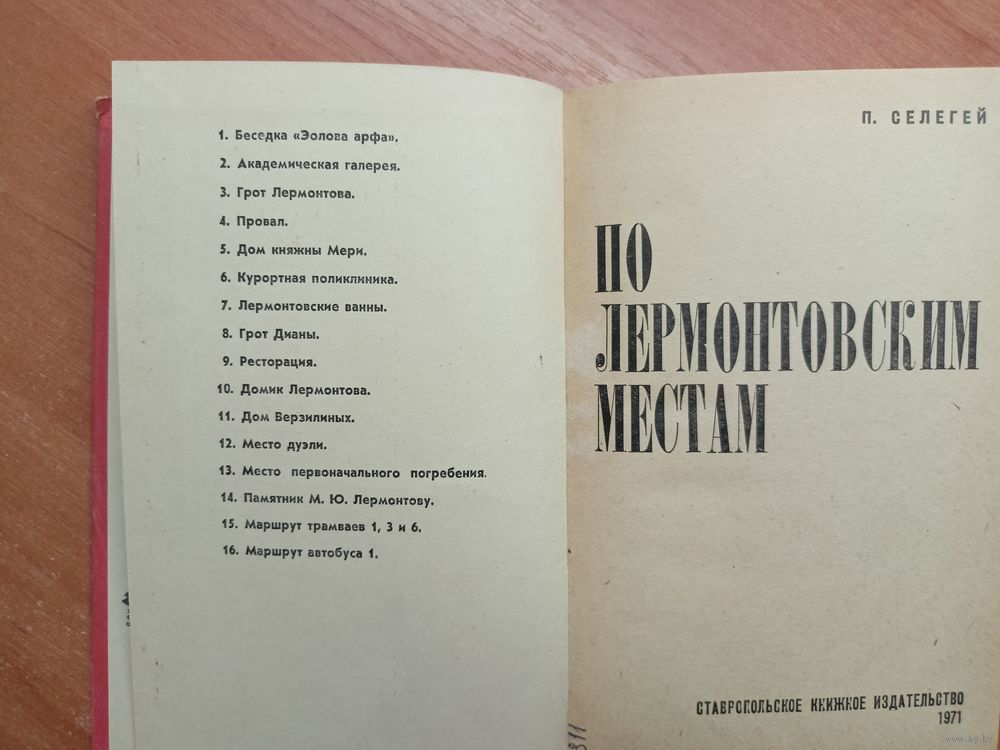 1. Беседка «Эолова арфа».
2. Академическая галерея.
3. Грот Лермонтова.
4. Провал.
5. Дом княжны Мери.
6. Курортная поликлиника.
7. Лермонтовские ванны.
8. Грот Дианы.
9. Ресторация.
10. Домик Лермонтова.
11. Дом Верзилиных.
12. Место дуэли.
13. Место первоначального погребения.
14. Памятник М. Ю. Лермонтову.
15. Маршрут трамваев 1, 3 и 6.
16. Маршрут автобуса 1.
П. СЕЛЕГЕЙ
ПО
ЛЕРМОНТОВСКИМ
МЕСТАМ
СТАВРОПОЛЬСКОЕ КНИЖНОЕ ИЗДАТЕЛЬСТВО
1971
www.ay.by